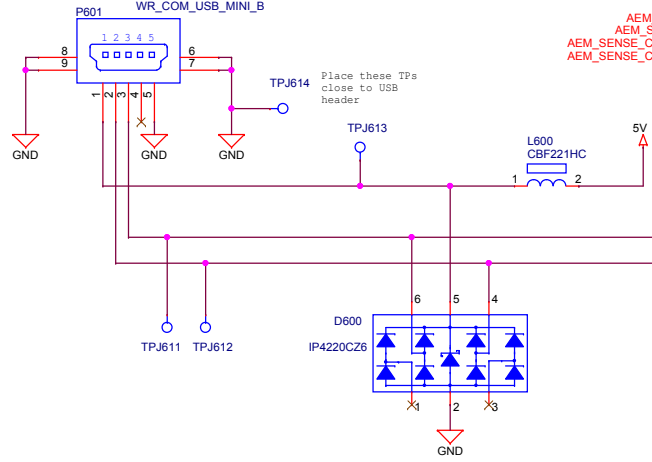 WR_COM_USB_MINI_B
P601
AEM
AEM_S
AEM_SENSE_C
AEM_SENSE_C
1 2 3 4 5
8
9
6
7
1
2
3
4
5
TPJ614
Place these TPs
close to USB
header
GND
GND
GND
TPJ613
L600
CBF221HC
1
2
5V
6
5
4
TPJ611
TPJ612
D600
IP4220CZ6
1
2
3
GND